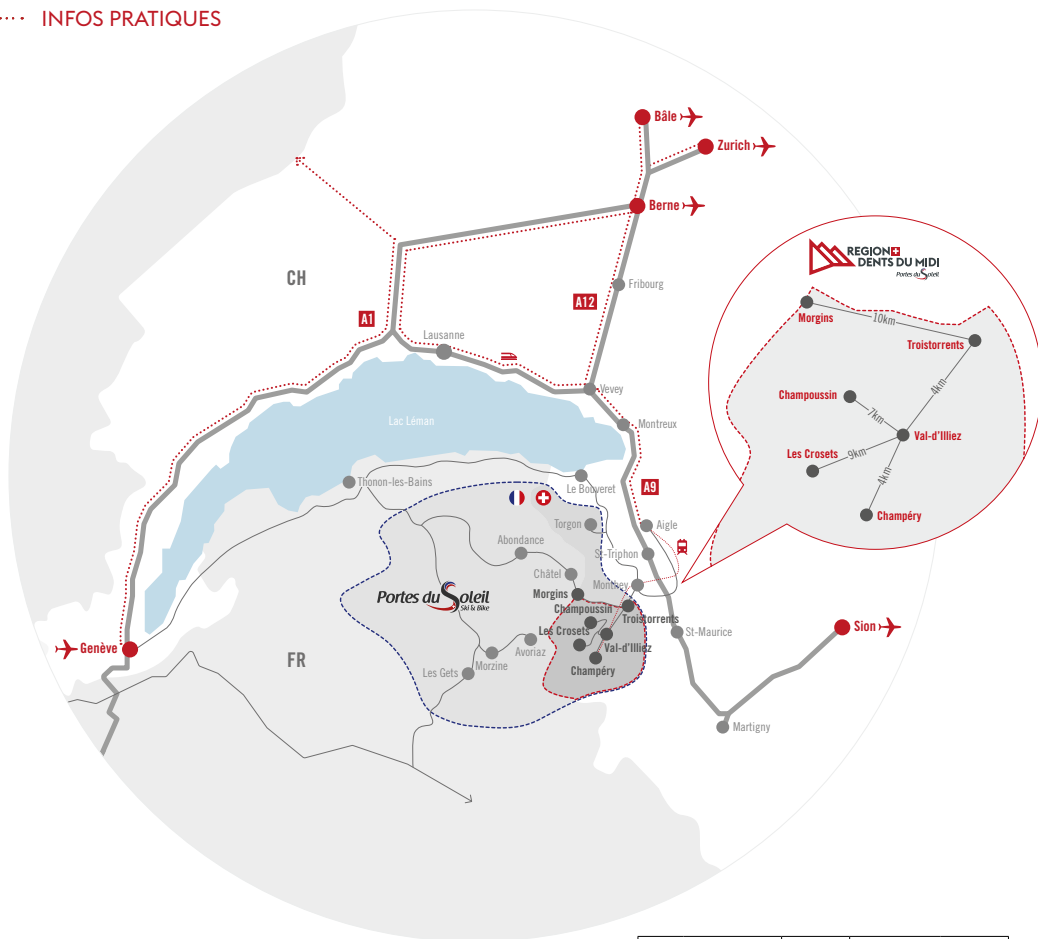 INFOS PRATIQUES
Bâle
Zurich
Berne
REGION
DENTS DU MIDI
Portes du Soleil
CH
Fribourg
A12
A1
Morgins
10km
Troistorrents
Lausanne
4km
Vevey
Champoussin
7km
Lac Léman
Montreux
Val-d'Illiez
Les Crosets
9km
4km
Thonon-les-Bains
Le Bouveret
A9
Champéry
Torgon
Aigle
Abondance
St-Triphon
Châtel
Monthey
Morgins
Portes du Soleil
Ski & Bike
Champoussin
Troistorrents
Les Crosets
St-Maurice
Sion
Genève
Avoriaz
Val-d'Illiez
FR
Morzine
Les Gets
Champéry
Martigny